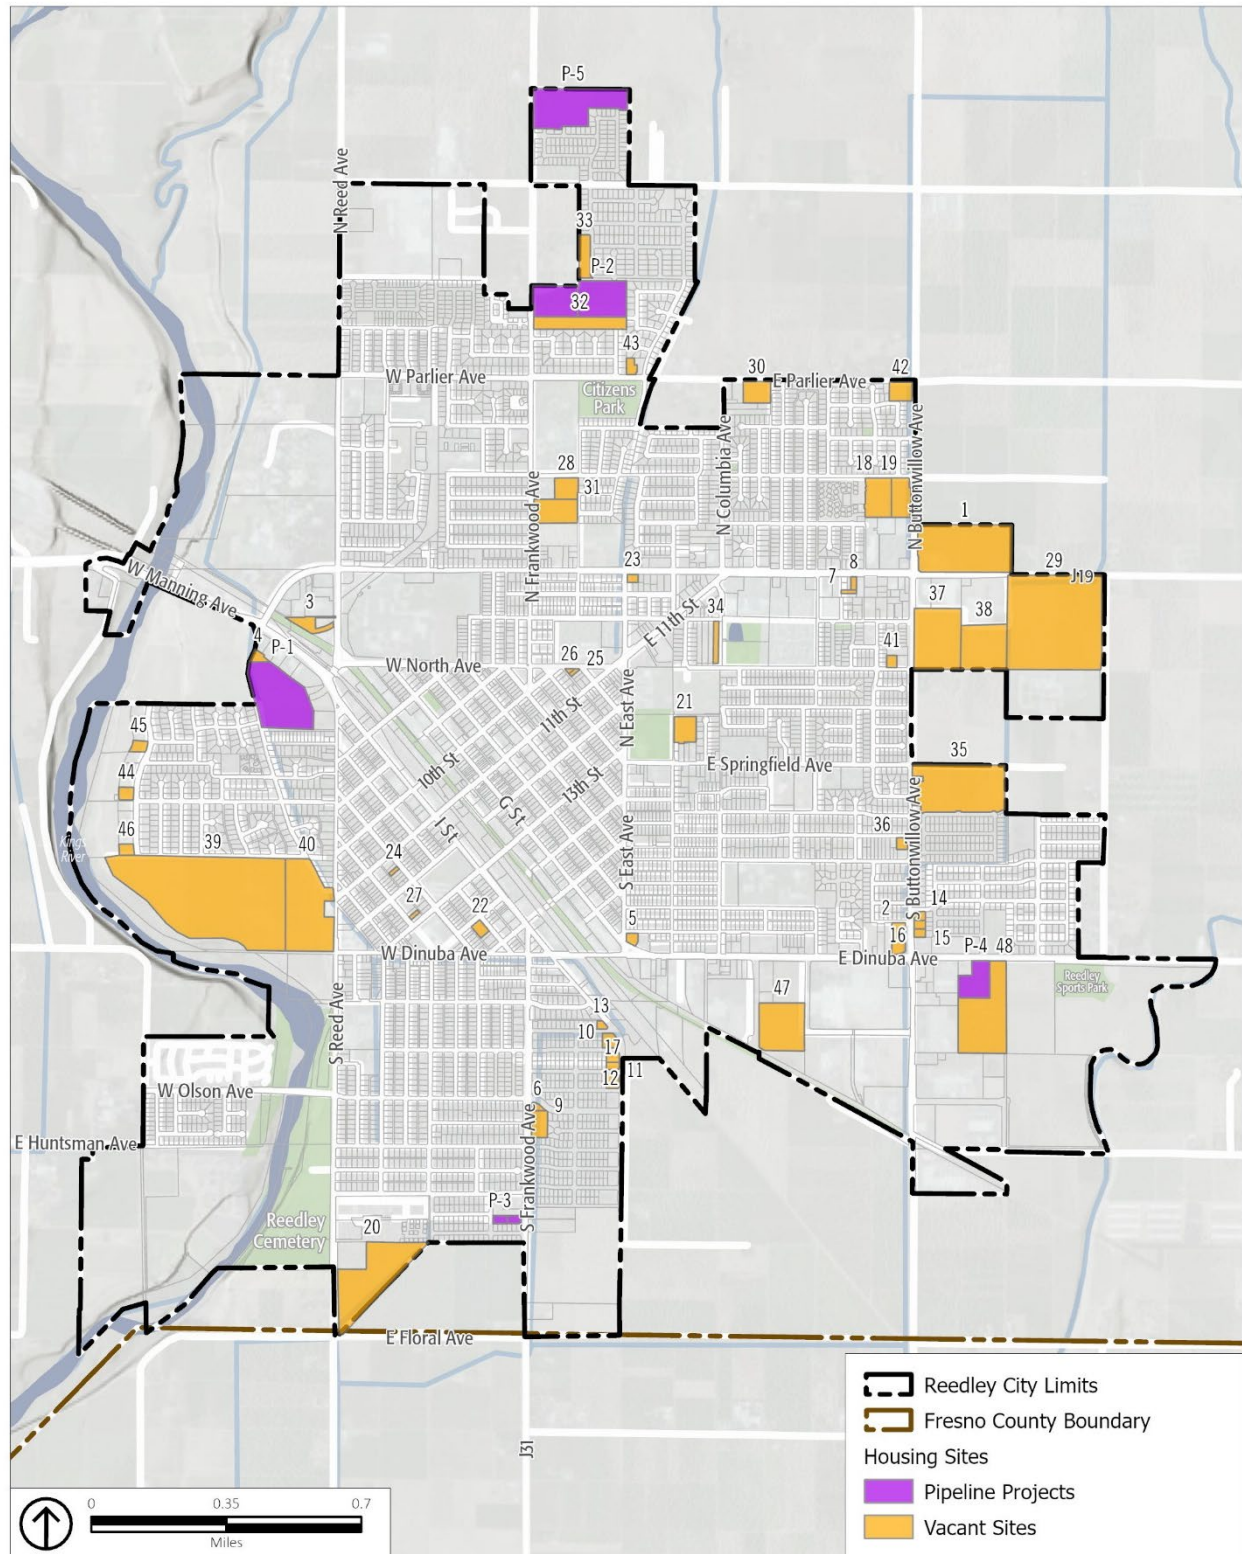 P-5
N Reed Ave
33
P-2
32
43
W Parlier Ave
Citizens
Park
30
E Parlier Ave
42
N Columbia Ave
N Buttonwillow Ave
28
31
N Frankwood Ave
18
19
1
29
J19
W Manning Ave
3
23
7
8
E 11th St
34
37
38
4
P-1
W North Ave
26
25
41
11th St
N East Ave
21
45
10th St
13th St
E Springfield Ave
35
44
G St
I St
S Buttonwillow Ave
36
46
Kings
River
39
40
24
S East Ave
27
22
5
2
14
16
15
W Dinuba Ave
E Dinuba Ave
P-4
48
Reedley
Sports Park
S Reed Ave
47
13
10
17
12
11
W Olson Ave
6
9
E Huntsman Ave
S Frankwood Ave
P-3
Reedley
Cemetery
20
E Floral Ave
J31
Reedley City Limits
Fresno County Boundary
Housing Sites
Pipeline Projects
Vacant Sites
0
0.35
0.7
Miles